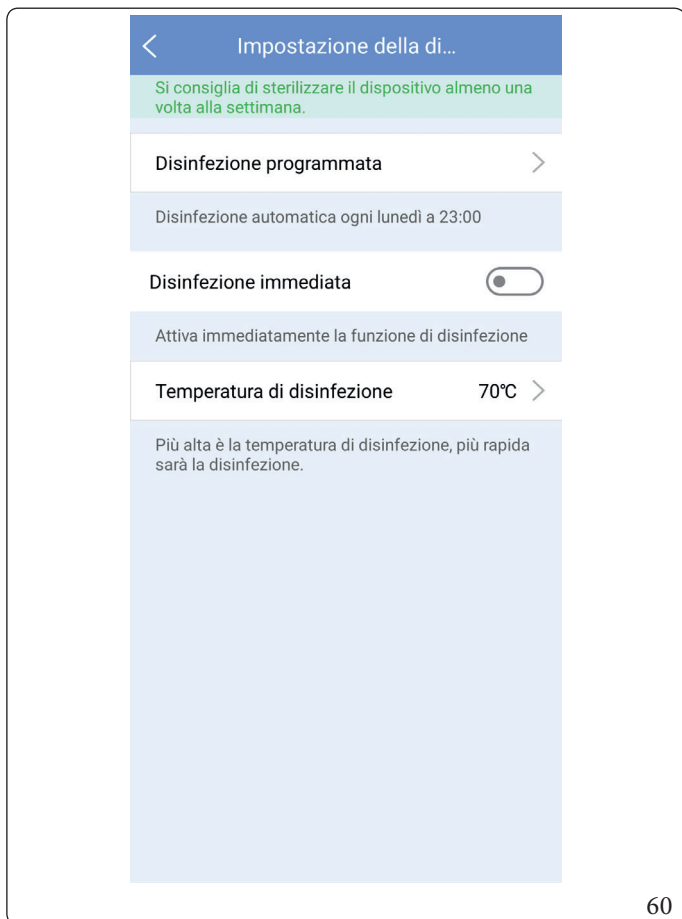 Impostazione della di...
Si consiglia di sterilizzare il dispositivo almeno una
volta alla settimana.
Disinfezione programmata
Disinfezione automatica ogni lunedì a 23:00
Disinfezione immediata
Attiva immediatamente la funzione di disinfezione
Temperatura di disinfezione 70℃
Più alta è la temperatura di disinfezione, più rapida
sarà la disinfezione.
60